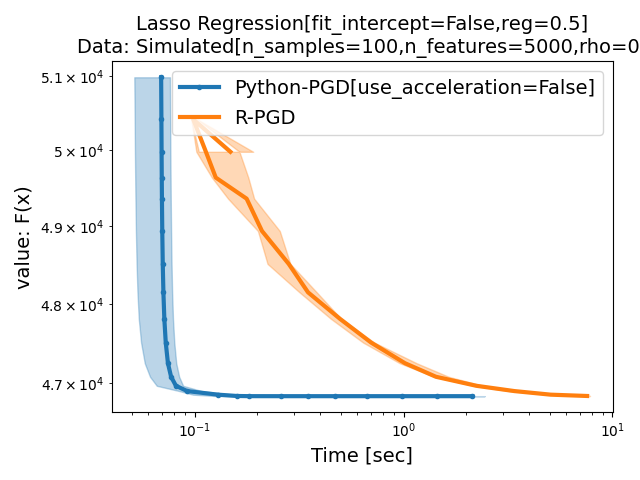 Lasso Regression[fit_intercept=False,reg=0.5]
Data: Simulated[n_samples=100,n_features=5000,rho=0
Python-PGD[use_acceleration=False]
R-PGD
value: F(x)
5.1 × 10⁴
5 × 10⁴
4.9 × 10⁴
4.8 × 10⁴
4.7 × 10⁴
10⁻¹
10⁰
10¹
Time [sec]